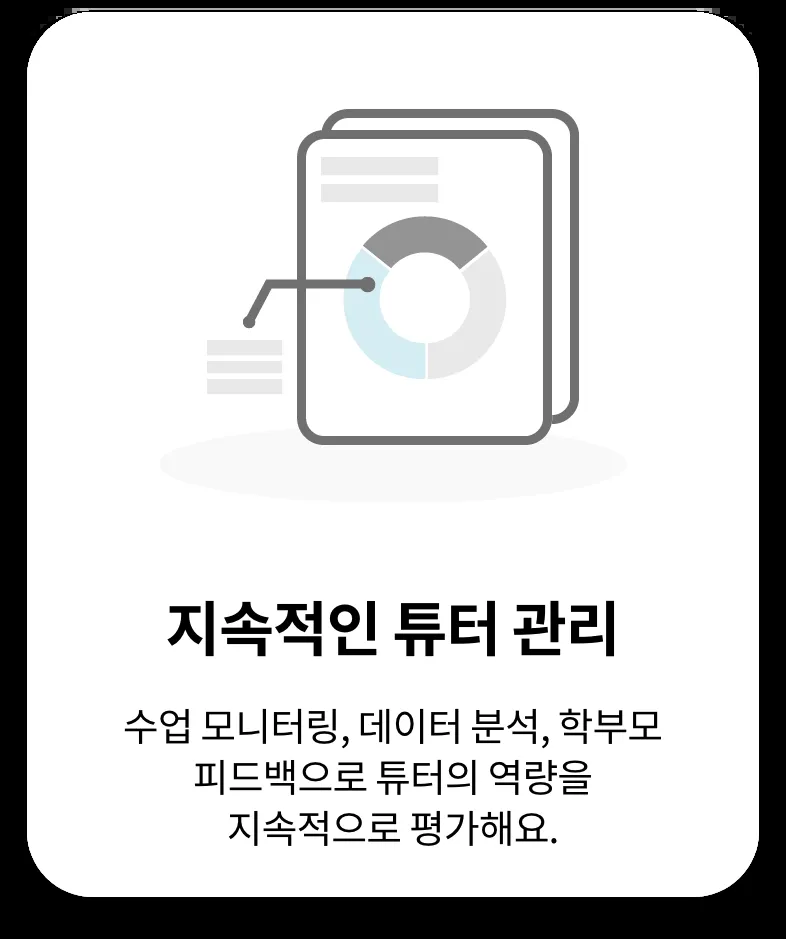 지속적인 튜터 관리
수업 모니터링, 데이터 분석, 학부모
피드백으로 튜터의 역량을
지속적으로 평가해요.